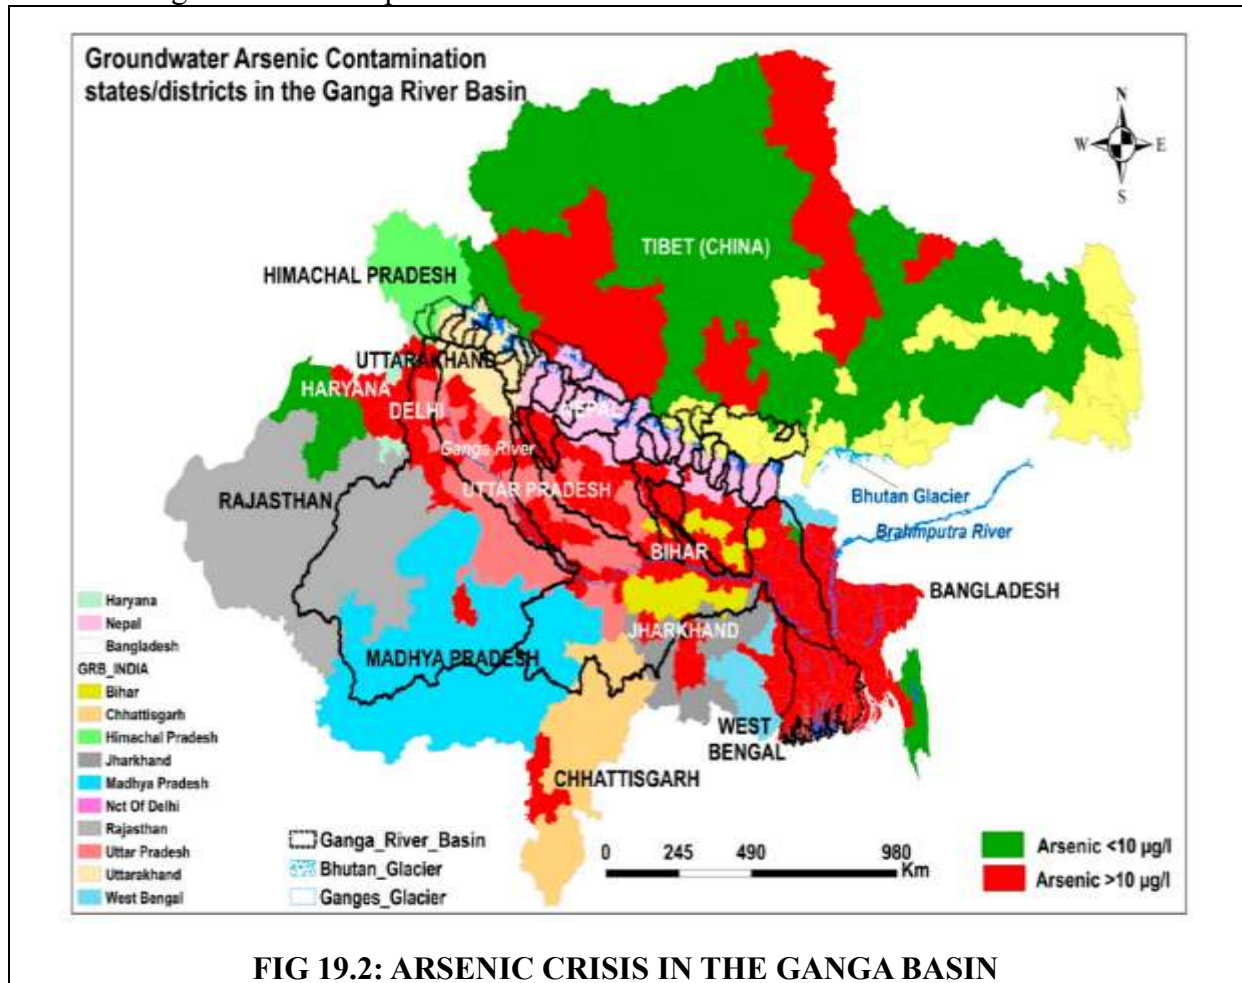 Groundwater Arsenic Contamination
states/districts in the Ganga River Basin
N
W
E
S
TIBET (CHINA)
HIMACHAL PRADESH
UTTARAKHAND
HARYANA
DELHI
NEPAL
Ganga River
UTTAR PRADESH
RAJASTHAN
Bhutan Glacier
Brahmputra River
BIHAR
BANGLADESH
JHARKHAND
MADHYA PRADESH
WEST
BENGAL
CHHATTISGARH
Haryana
Nepal
Bangladesh
GRB_INDIA
Bihar
Chhattisgarh
Himachal Pradesh
Jharkhand
Madhya Pradesh
Nct Of Delhi
Rajasthan
Uttar Pradesh
Uttarakhand
West Bengal
Ganga_River_Basin
Bhutan_Glacier
Ganges_Glacier
0 245 490 980
Km
Arsenic <10 µg/l
Arsenic >10 µg/l
FIG 19.2: ARSENIC CRISIS IN THE GANGA BASIN